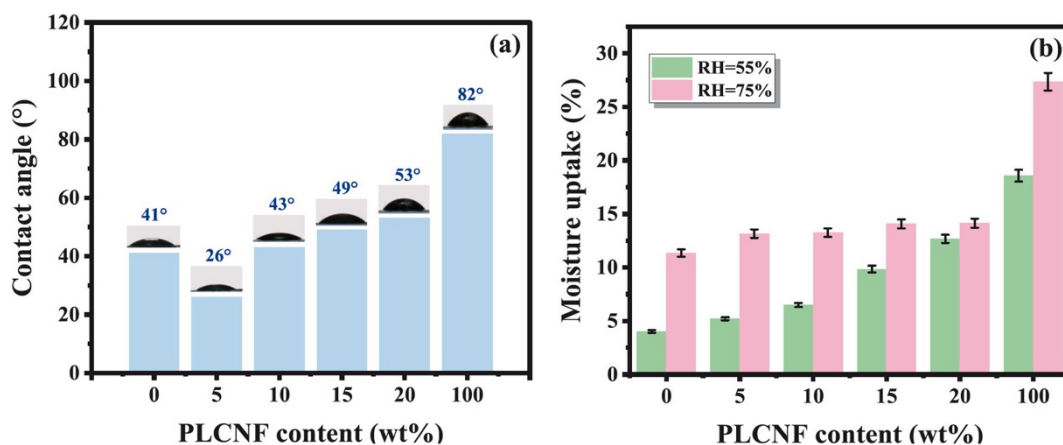 (a)
Contact angle (°)
120
100
80
60
40
20
0
41°
26°
43°
49°
53°
82°
0 5 10 15 20 100
PLCNF content (wt%)
(b)
RH=55%
RH=75%
Moisture uptake (%)
30
25
20
15
10
5
0
0 5 10 15 20 100
PLCNF content (wt%)